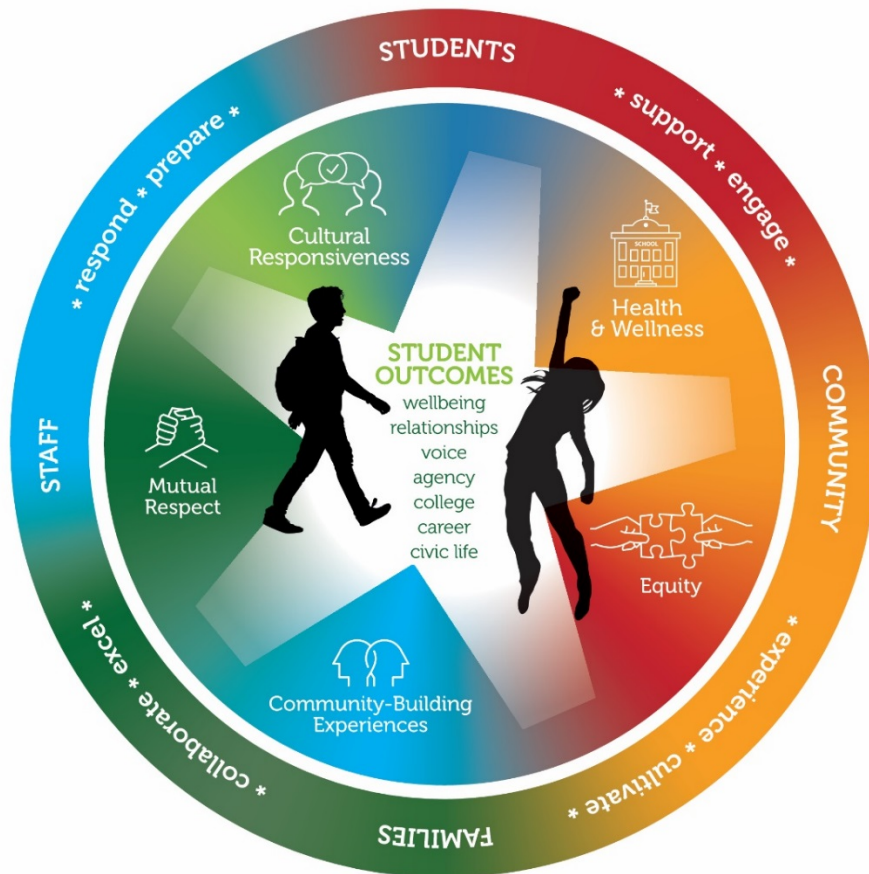 STUDENTS
* support * engage *
COMMUNITY
* experience * cultivate *
FAMILIES
* collaborate * excel *
STAFF
* respond * prepare *
Cultural
Responsiveness
SCHOOL
Health
& Wellness
Equity
Community-Building
Experiences
Mutual
Respect
STUDENT
OUTCOMES
wellbeing
relationships
voice
agency
college
career
civic life